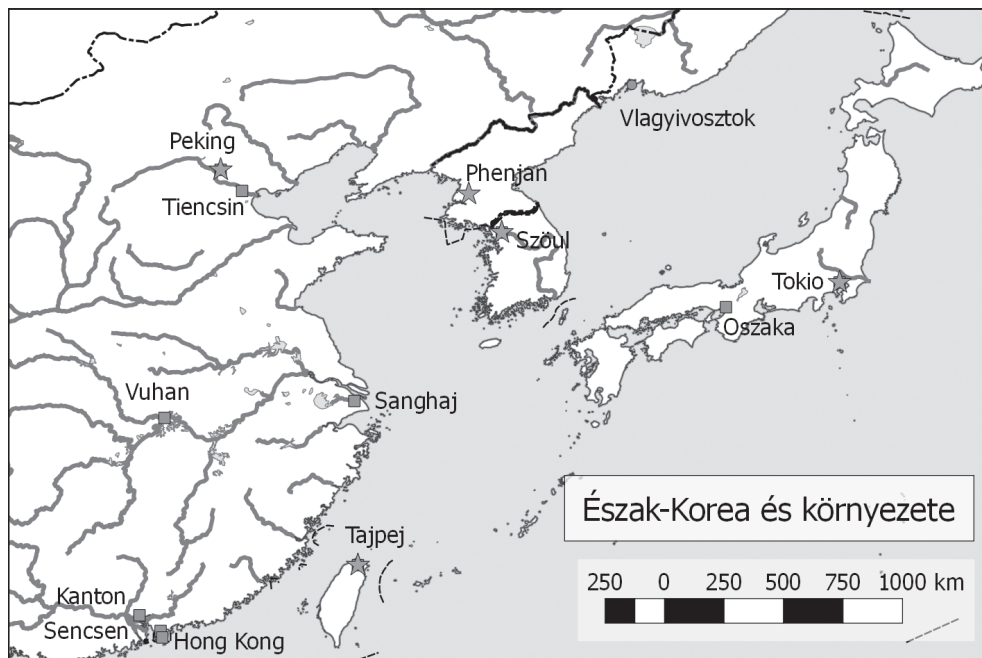 Vlagyivosztok
Peking
Phenjan
Tiencsin
Szöul
Tokio
Oszaka
Vuhan
Sanghaj
Észak-Korea és környezete
Tajpej
250 0 250 500 750 1000 km
Kanton
Sencsen
Hong Kong